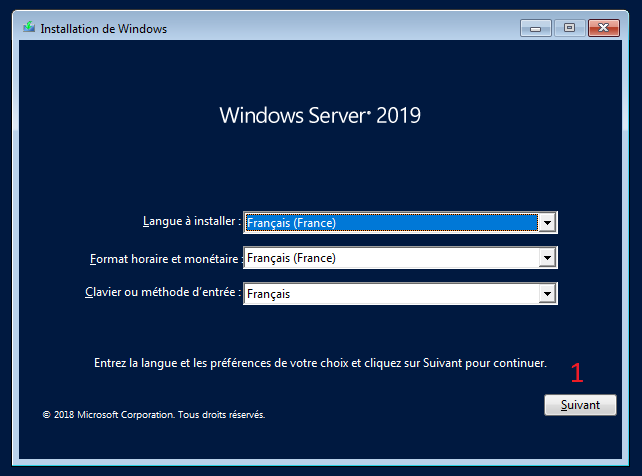 Installation de Windows
Windows Server® 2019
Langue à installer : Français (France)
Format horaire et monétaire : Français (France)
Clavier ou méthode d'entrée : Français
Entrez la langue et les préférences de votre choix et cliquez sur Suivant pour continuer.
1
Suivant
© 2018 Microsoft Corporation. Tous droits réservés.